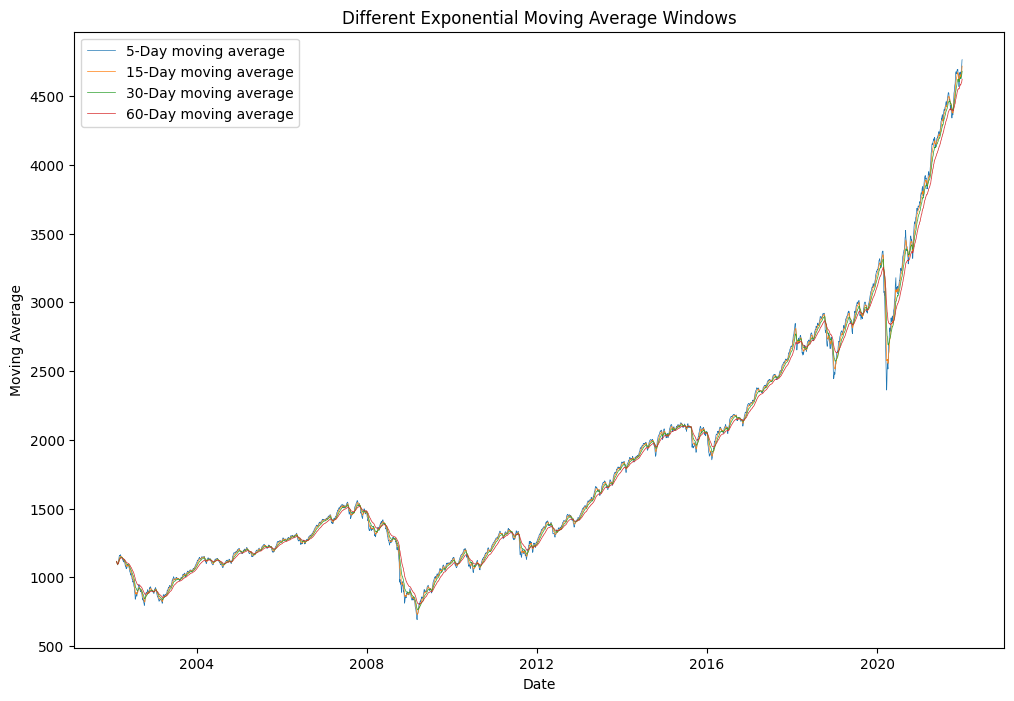 Different Exponential Moving Average Windows
5-Day moving average
15-Day moving average
30-Day moving average
60-Day moving average
4500
4000
3500
3000
2500
2000
1500
1000
500
Moving Average
2004 2008 2012 2016 2020
Date